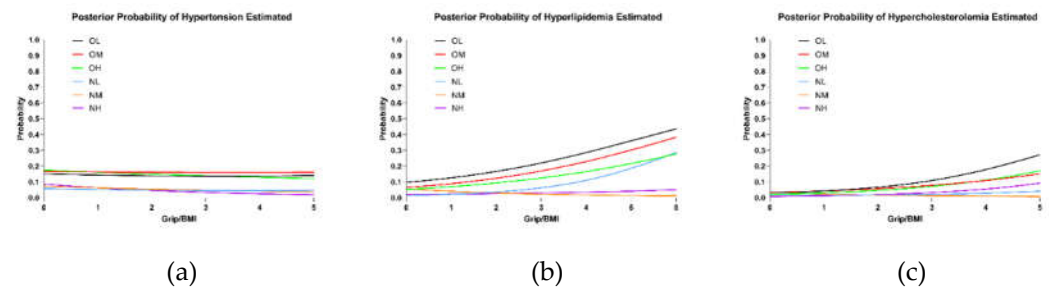 Posterior Probability of Hypertension Estimated
1.0
0.9
0.8
0.7
0.6
0.5
0.4
0.3
0.2
0.1
0.0
Probability
OL
OM
OH
NL
NM
NH
0 1 2 3 4 5
Grip/BMI
(a)
Posterior Probability of Hyperlipidemia Estimated
1.0
0.9
0.8
0.7
0.6
0.5
0.4
0.3
0.2
0.1
0.0
Probability
OL
OM
OH
NL
NM
NH
0 1 2 3
Grip/BMI
(b)
Posterior Probability of Hypercholesterolomia Estimated
1.0
0.9
0.8
0.7
0.6
0.5
0.4
0.3
0.2
0.1
0.0
Probability
OL
OM
OH
NL
NM
NH
0 1 2 3 4 5
Grip/BMI
(c)